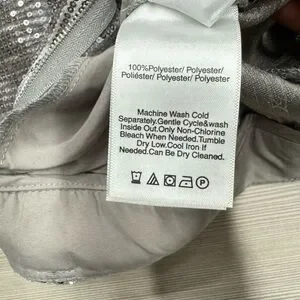 100%Polyester/ Polyester/
Poliéster/ Polyester/ Polyester
Machine Wash Cold
Separately.Gentle Cycle&wash
Inside Out.Only Non-Chlorine
Bleach When Needed.Tumble
Dry Low.Cool Iron If
Needed.Can Be Dry Cleaned.
P